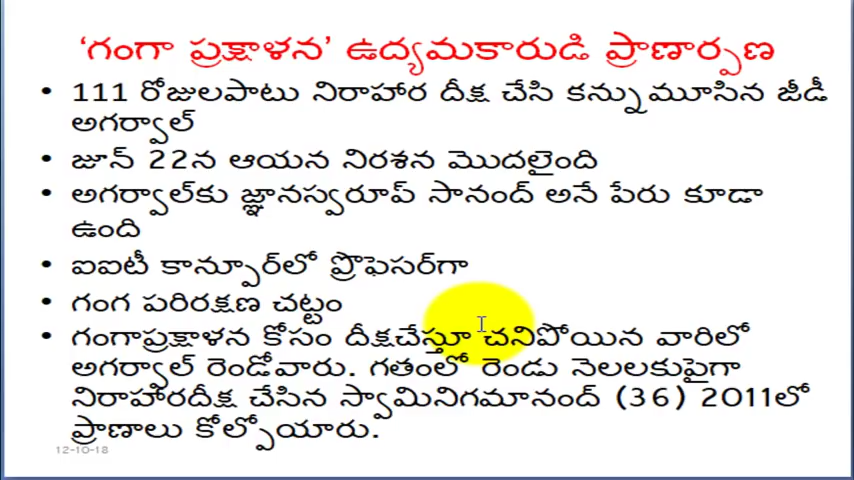 ‘గంగా ప్రక్షాళన’ ఉద్యమకారుడి ప్రాణార్పణ
• 111 రోజులపాటు నిరాహార దీక్ష చేసి కన్నుమూసిన జీడీ
అగర్వాల్
• జూన్ 22న ఆయన నిరశన మొదలైంది
• అగర్వాల్‌కు జ్ఞానస్వరూప్ సానంద్ అనే పేరు కూడా
ఉంది
• ఐఐటీ కాన్పూర్‌లో ప్రొఫెసర్‌గా
• గంగ పరిరక్షణ చట్టం
• గంగాప్రక్షాళన కోసం దీక్షచేస్తూ చనిపోయిన వారిలో
అగర్వాల్ రెండోవారు. గతంలో రెండు నెలలకుపైగా
నిరాహారదీక్ష చేసిన స్వామినిగమానంద్ (36) 2011లో
ప్రాణాలు కోల్పోయారు.
12-10-18